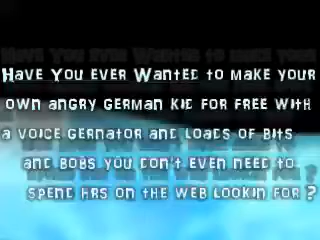 Have You ever Wanted to make your
own angry german kid for free with
a voice gernator and loads of bits
and bobs you don't even need to
spend hrs on the web lookin for ?